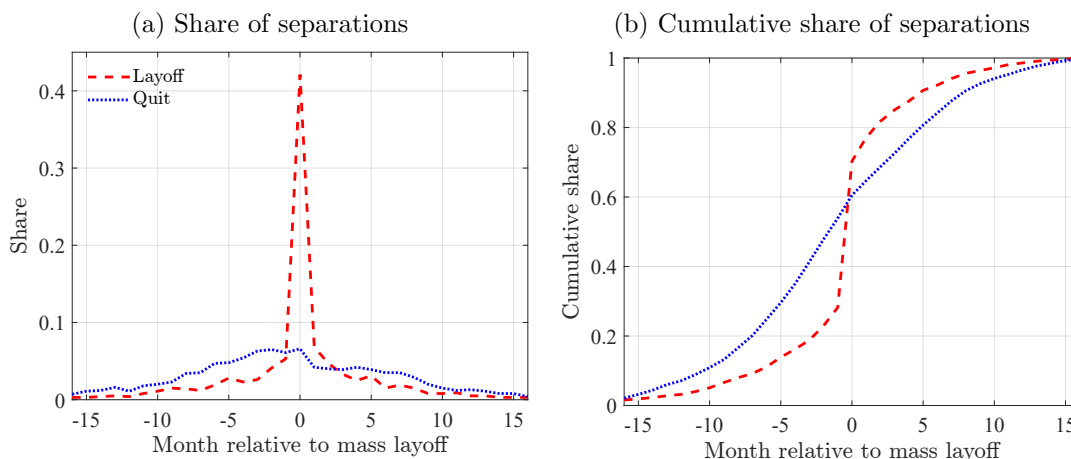 (a) Share of separations
Layoff
Quit
0.4
0.3
0.2
0.1
0
Share
-15 -10 -5 0 5 10 15
Month relative to mass layoff
(b) Cumulative share of separations
1
0.8
0.6
0.4
0.2
0
Cumulative share
-15 -10 -5 0 5 10 15
Month relative to mass layoff